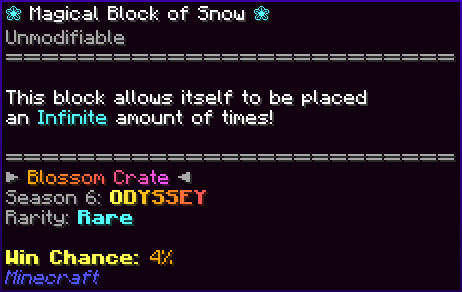 ❀ Magical Block of Snow ❀
Unmodifiable
================================
This block allows itself to be placed
an Infinite amount of times!
================================
► Blossom Crate ◄
Season 6: ODYSSEY
Rarity: Rare
Win Chance: 4%
Minecraft